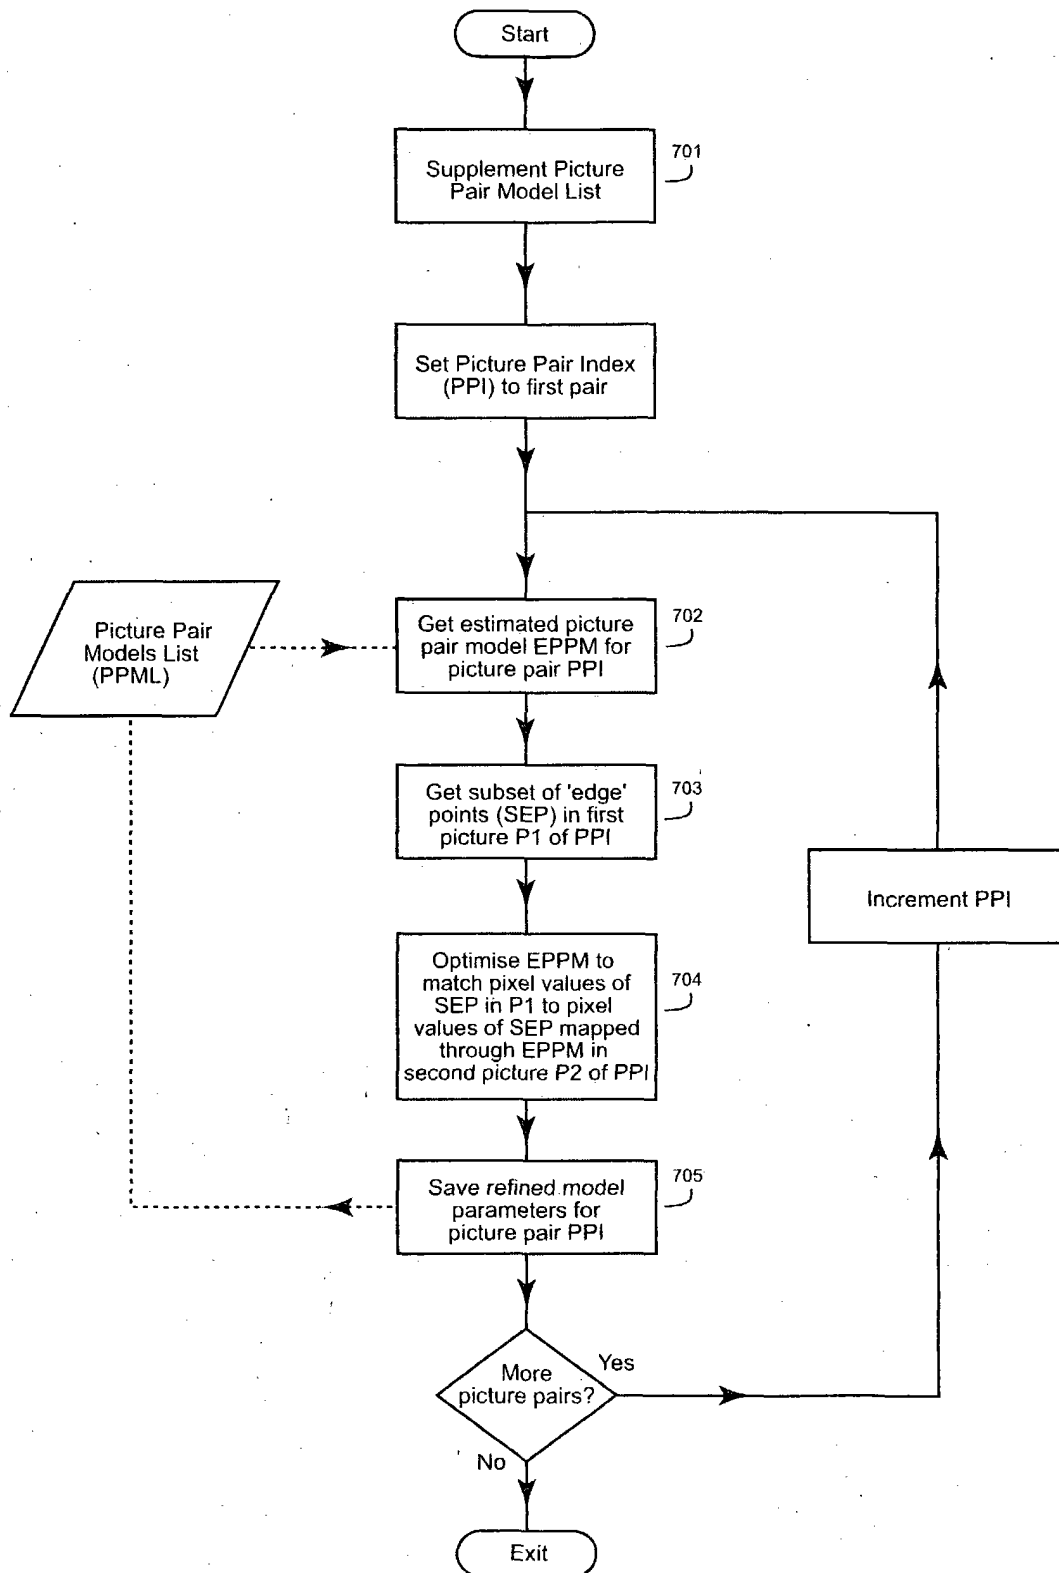 Start
Supplement Picture
Pair Model List
701
Set Picture Pair Index
(PPI) to first pair
Picture Pair
Models List
(PPML)
Get estimated picture
pair model EPPM for
picture pair PPI
702
Get subset of 'edge'
points (SEP) in first
picture P1 of PPI
703
Increment PPI
Optimise EPPM to
match pixel values of
SEP in P1 to pixel
values of SEP mapped
through EPPM in
second picture P2 of PPI
704
Save refined model
parameters for
picture pair PPI
705
More
picture pairs?
Yes
No
Exit